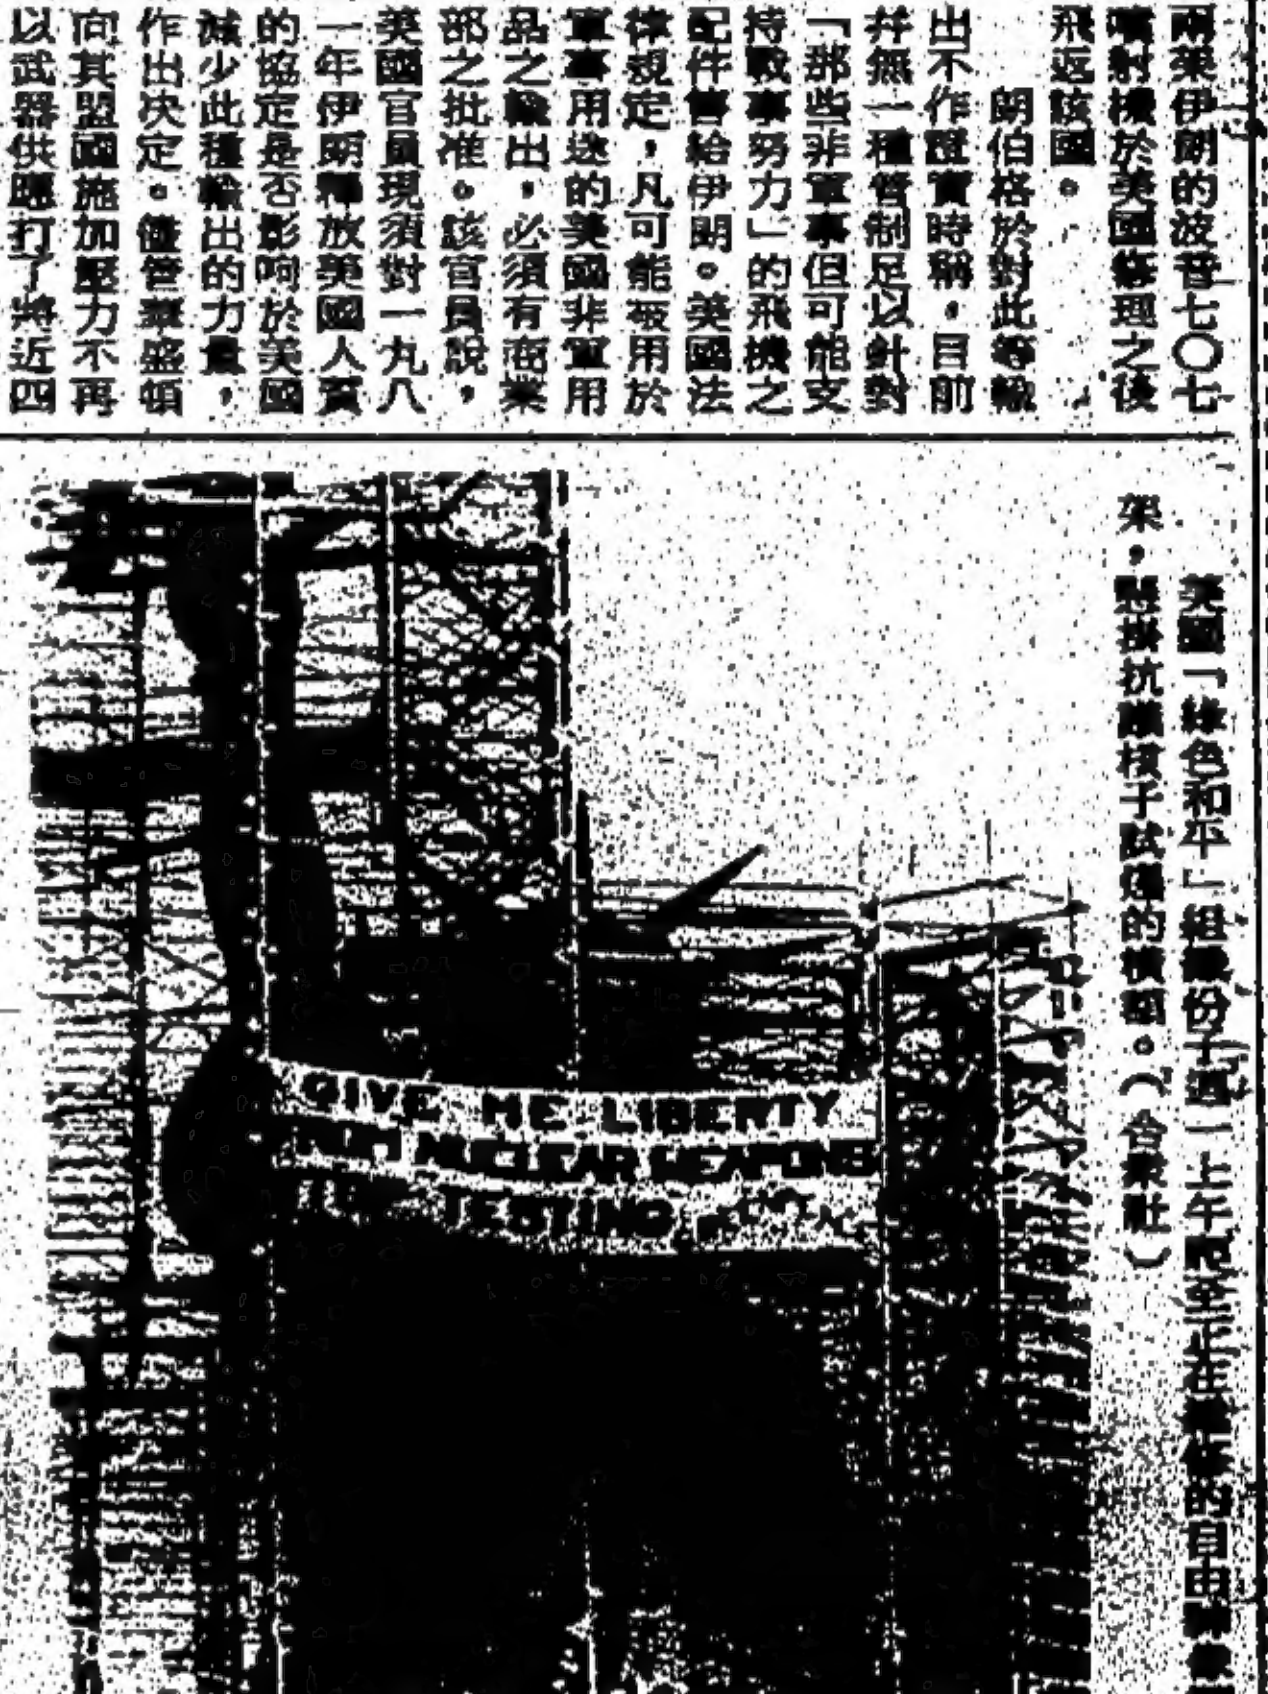 兩架伊朗的波音七〇七
噴射機於美國修理之後
飛返該國。
朗伯格於對此等輸
出不作證實時稱，目前
并無一種管制足以針對
「那些非軍事但可能支
持戰事努力」的飛機之
配件售給伊朗。美國法
律規定，凡可能被用於
軍事用途的美國非軍用
品之輸出，必須有商業
部之批准。該官員說，
美國官員現須對一九八
一年伊朗釋放美國人質
的協定是否影响於美國
減少此種輸出的力量，
作出决定。儘管華盛頓
向其盟國施加壓力不再
以武器供應打了將近四
美國「綠色和平」組織份子週一上午 正在 的自由神像
架，懸掛抗議核子試爆的橫額。（合眾社）
GIVE ME LIBERTY
FROM NUCLEAR WEAPONS
TESTING